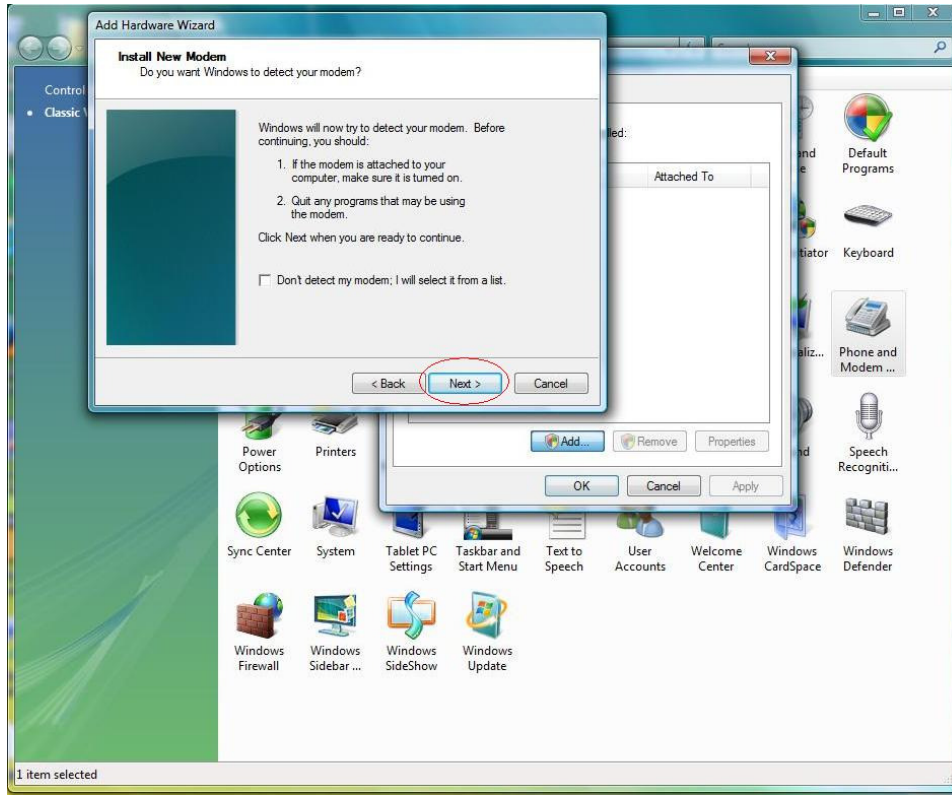 Add Hardware Wizard
Install New Modem
Do you want Windows to detect your modem?
Windows will now try to detect your modem. Before
continuing, you should:
1. If the modem is attached to your
computer, make sure it is turned on.
2. Quit any programs that may be using
the modem.
Click Next when you are ready to continue.
Don't detect my modem; I will select it from a list.
< Back
Next >
Cancel
Control
Classic
lled:
Attached To
Add...
Remove
Properties
OK
Cancel
Apply
and
Default
Programs
tiator
Keyboard
aliz...
Phone and
Modem ...
Power
Options
Printers
nd
Speech
Recogniti...
Sync Center
System
Tablet PC
Settings
Taskbar and
Start Menu
Text to
Speech
User
Accounts
Welcome
Center
Windows
CardSpace
Windows
Defender
Windows
Firewall
Windows
Sidebar ...
Windows
SideShow
Windows
Update
1 item selected